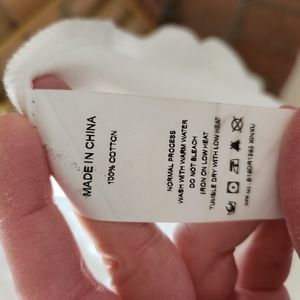 MADE IN CHINA
100% COTTON
NORMAL PROCESS
WASH WITH WARM WATER
DO NOT BLEACH
IRON ON LOW HEAT
TUMBLE DRY WITH LOW HEAT
XINXU